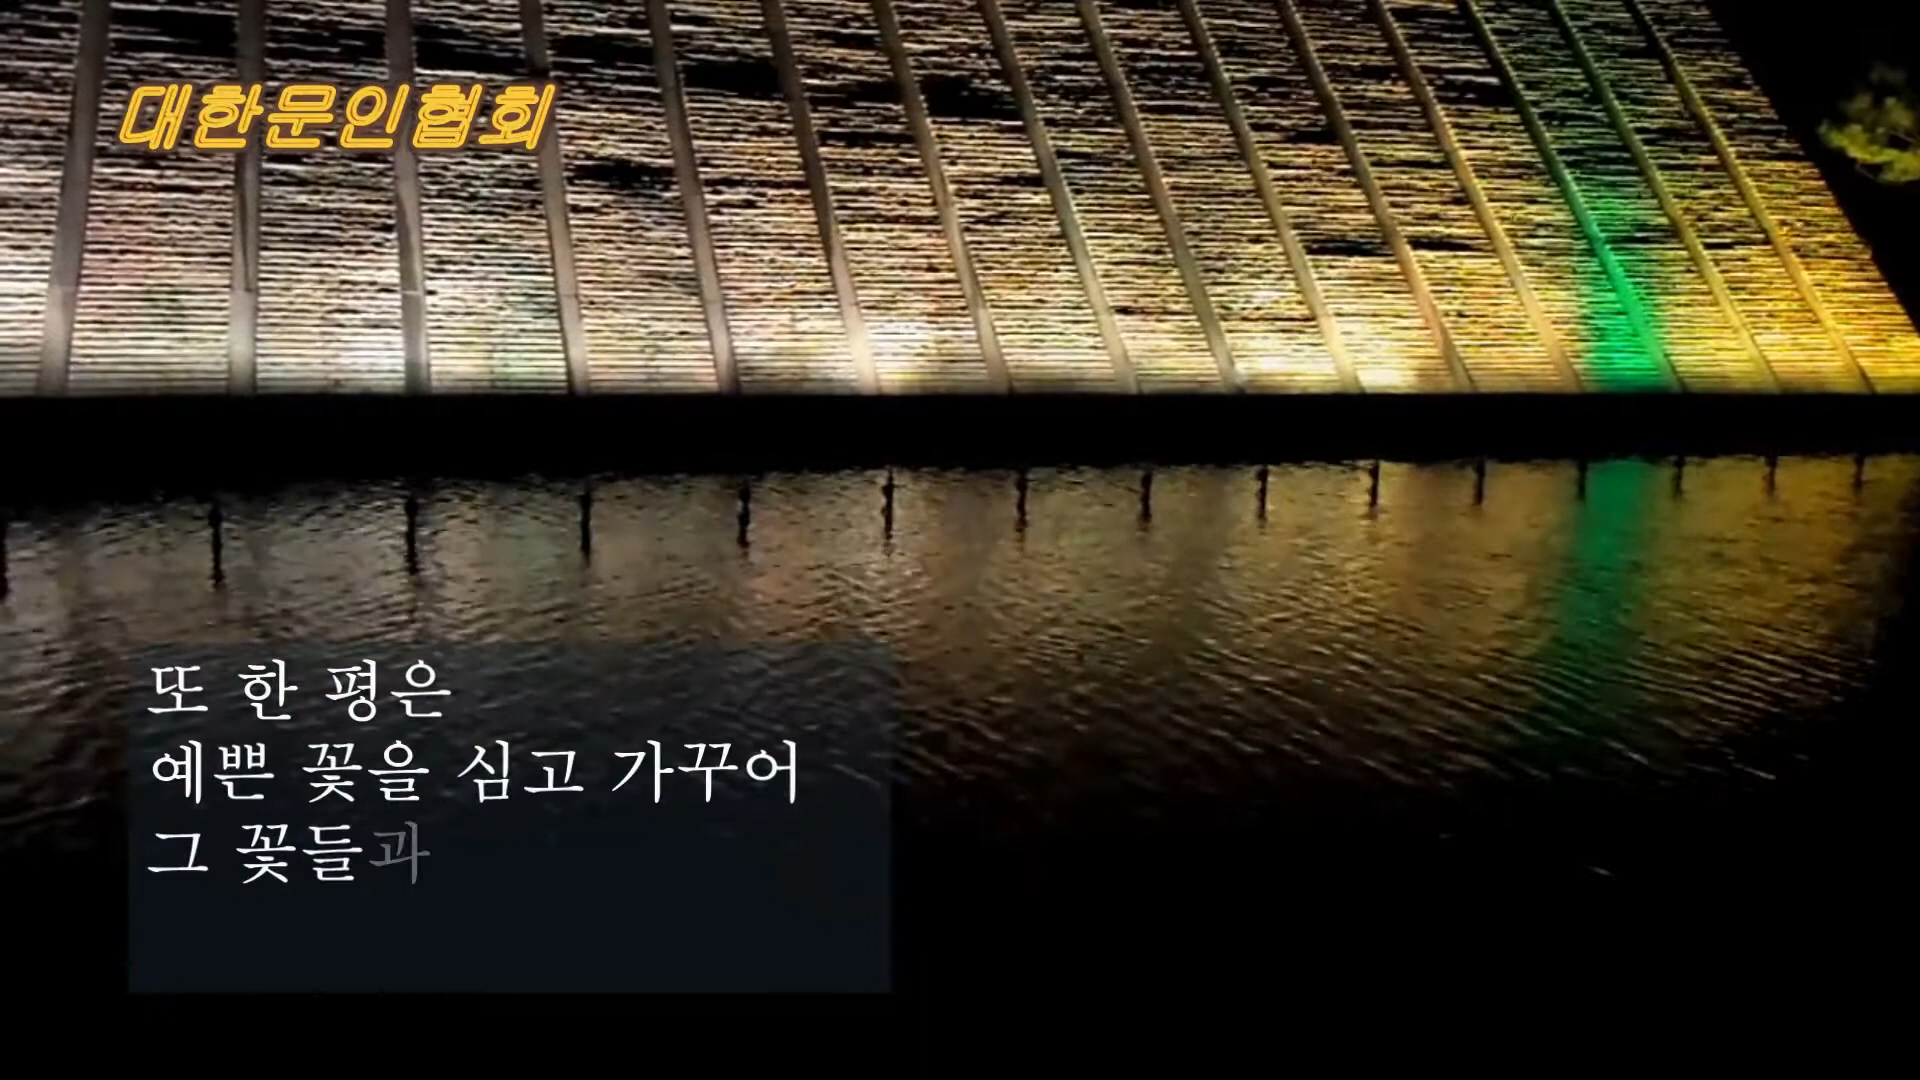 대한문인협회
또 한 평은
예쁜 꽃을 심고 가꾸어
그 꽃들과